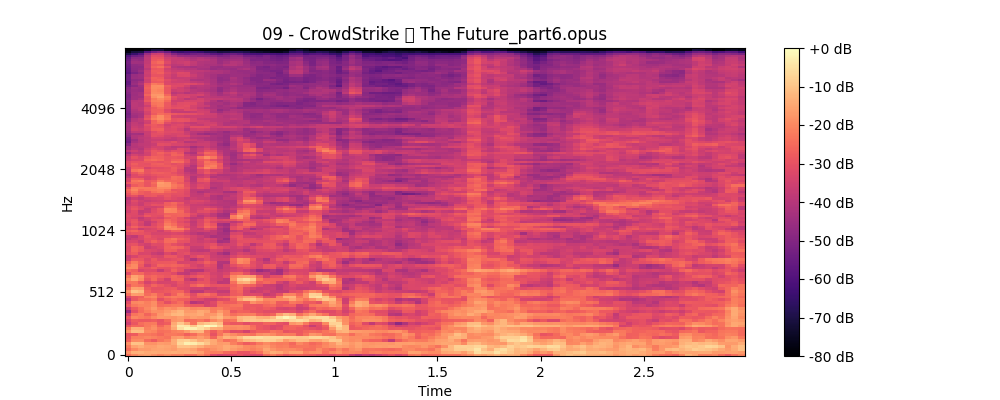 09 - CrowdStrike ▯ The Future_part6.opus
+0 dB
-10 dB
-20 dB
-30 dB
-40 dB
-50 dB
-60 dB
-70 dB
-80 dB
Hz
4096
2048
1024
512
0
0 0.5 1 1.5 2 2.5
Time